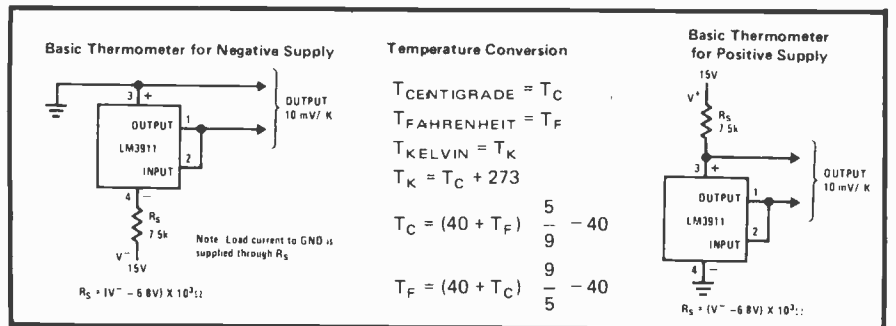 Basic Thermometer for Negative Supply
3 +
OUTPUT
10 mV/ K
OUTPUT 1
LM3911
INPUT 2
4 −
RS
7 5k
V−
15V
Note Load current to GND is
supplied through RS
RS = (V− − 6 8V) X 10³Ω
Temperature Conversion
TCENTIGRADE = TC
TFAHRENHEIT = TF
TKELVIN = TK
TK = TC + 273
TC = (40 + TF) 5/9 − 40
TF = (40 + TC) 9/5 − 40
Basic Thermometer
for Positive Supply
15V
V+
RS
7 5k
3 +
OUTPUT
10 mV/ K
OUTPUT 1
LM3911
INPUT 2
4 −
RS = (V− − 6 8V) X 10³Ω